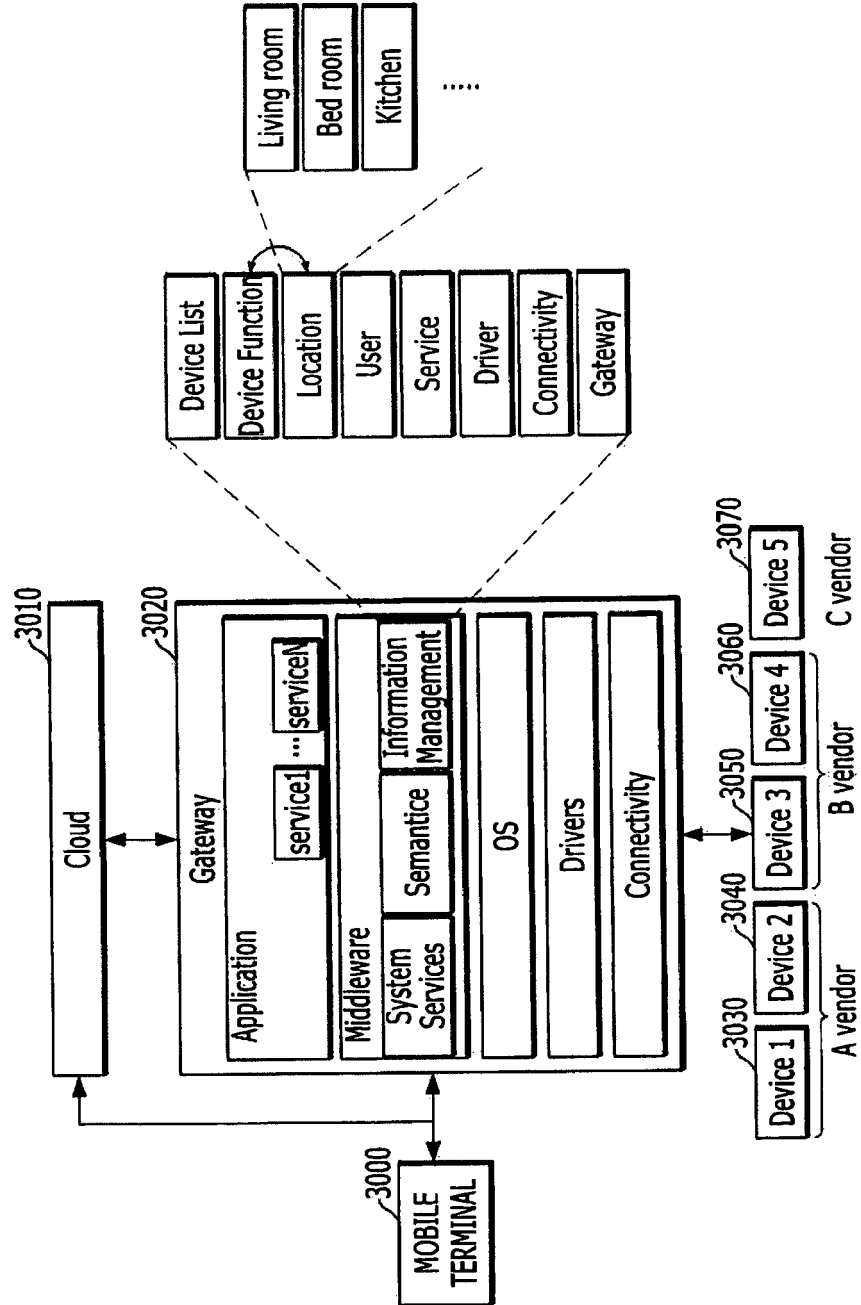 3010
Cloud
3020
Gateway
Application
service1
...
serviceN
Middleware
System
Services
Semantice
Information
Management
OS
Drivers
Connectivity
3000
MOBILE
TERMINAL
3030
Device 1
3040
Device 2
3050
Device 3
3060
Device 4
3070
Device 5
A vendor
B vendor
C vendor
Device List
Device Function
Location
User
Service
Driver
Connectivity
Gateway
Living room
Bed room
Kitchen
.....